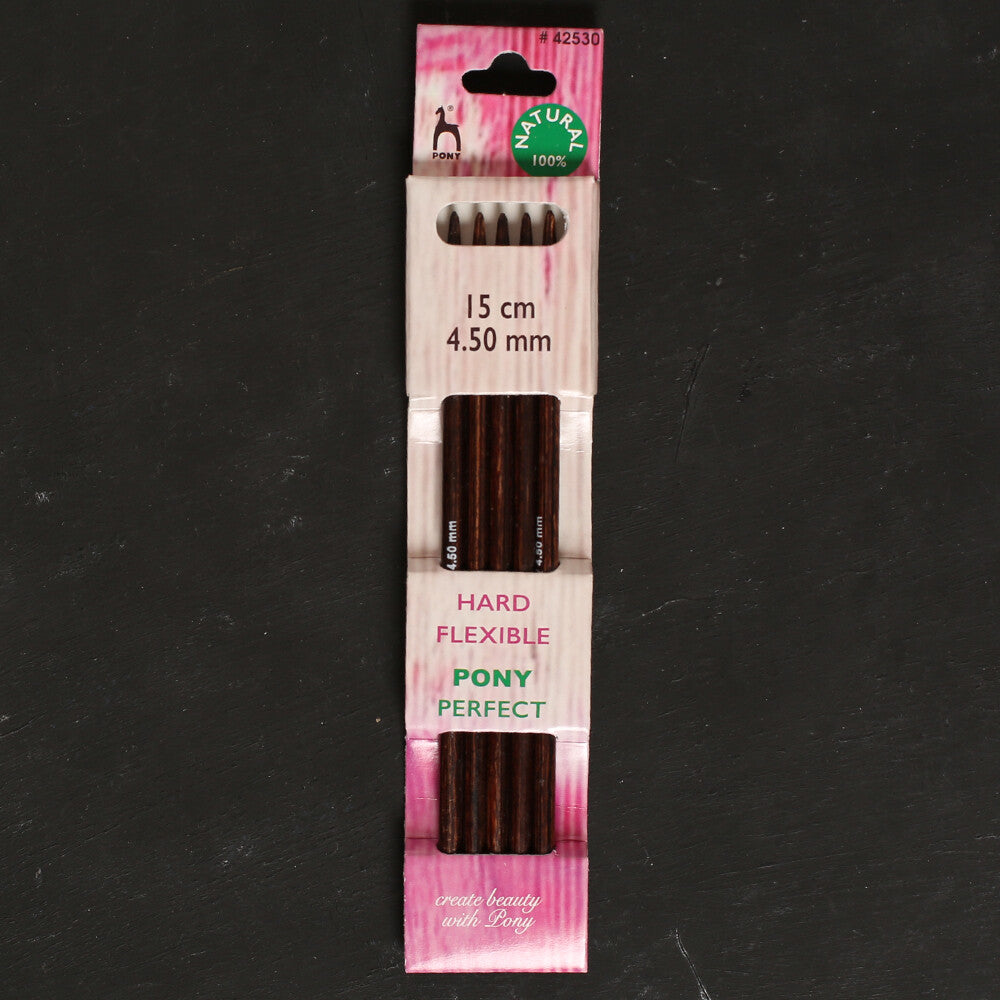 # 42530
®
PONY
NATURAL
100%
15 cm
4.50 mm
4.50 mm
4.50 mm
HARD
FLEXIBLE
PONY
PERFECT
create beauty
with Pony